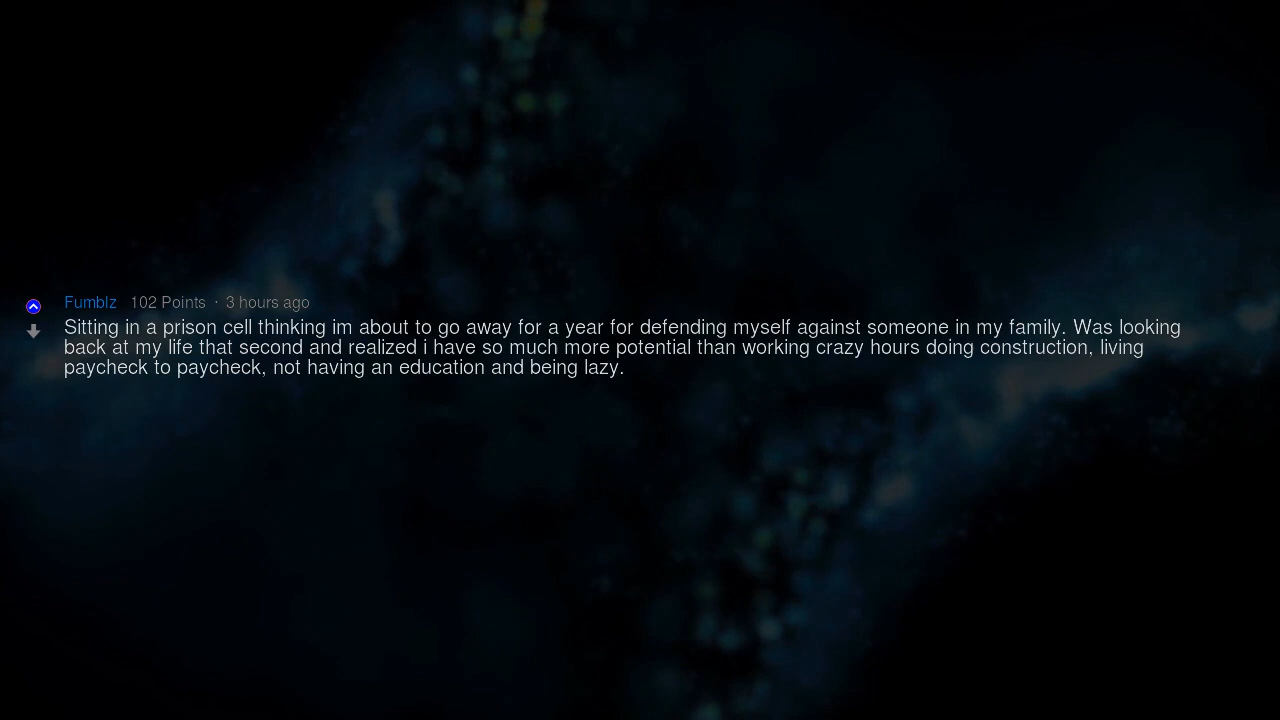 Fumblz 102 Points · 3 hours ago
Sitting in a prison cell thinking im about to go away for a year for defending myself against someone in my family. Was looking
back at my life that second and realized i have so much more potential than working crazy hours doing construction, living
paycheck to paycheck, not having an education and being lazy.